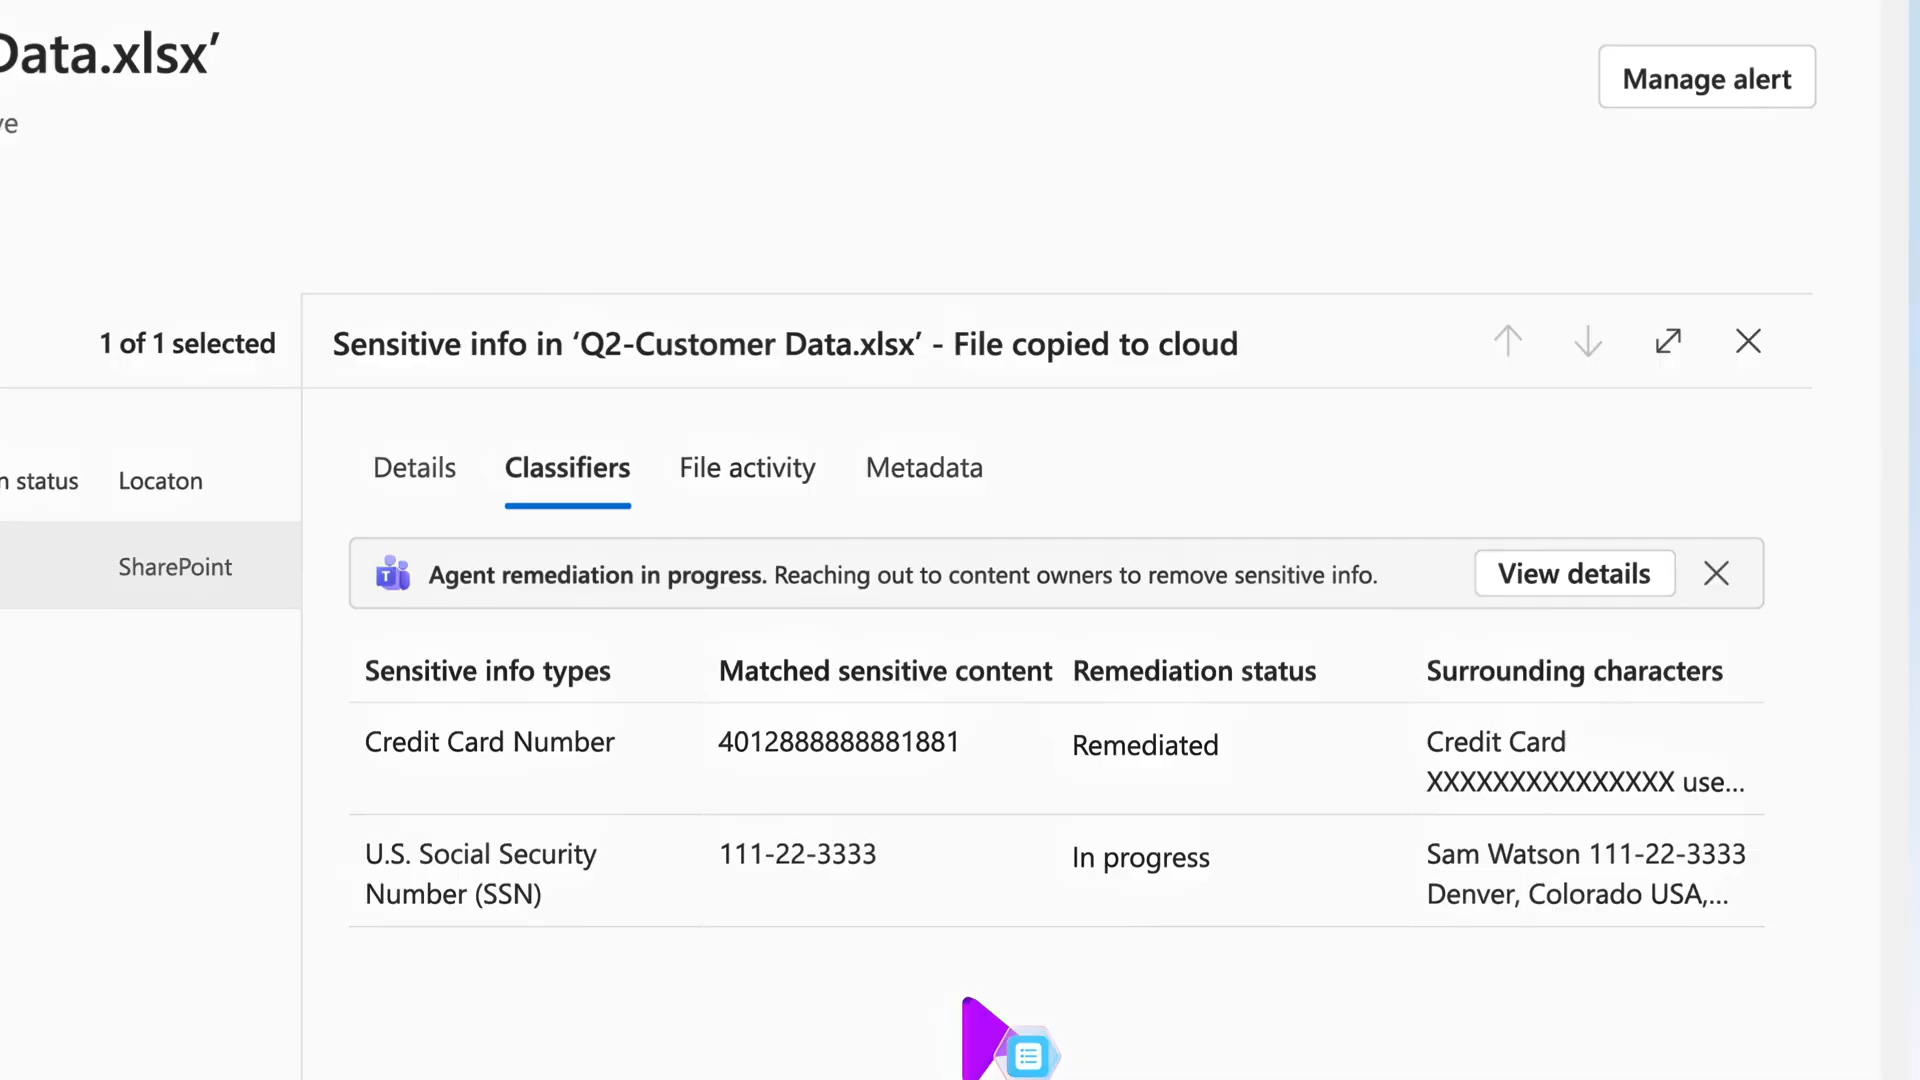 Data.xlsx’
ve
Manage alert
1 of 1 selected
Sensitive info in ‘Q2-Customer Data.xlsx’ - File copied to cloud
Details Classifiers File activity Metadata
n status Locaton
SharePoint
Agent remediation in progress. Reaching out to content owners to remove sensitive info. View details
Sensitive info types Matched sensitive content Remediation status Surrounding characters
Credit Card Number 4012888888881881 Remediated Credit Card
XXXXXXXXXXXXXXX use...
U.S. Social Security 111-22-3333 In progress Sam Watson 111-22-3333
Number (SSN) Denver, Colorado USA,...